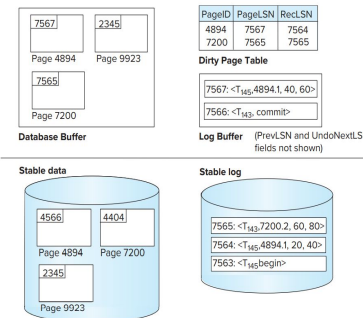 7567
2345
Page 4894
Page 9923
7565
Page 7200
Database Buffer
PageID PageLSN RecLSN
4894 7567 7564
7200 7565 7565
Dirty Page Table
7567: <T145,4894.1, 40, 60>
7566: <T143, commit>
Log Buffer (PrevLSN and UndoNextLS
fields not shown)
Stable data
4566
4404
Page 4894
Page 7200
2345
Page 9923
Stable log
7565: <T143,7200.2, 60, 80>
7564: <T145,4894.1, 20, 40>
7563: <T145begin>